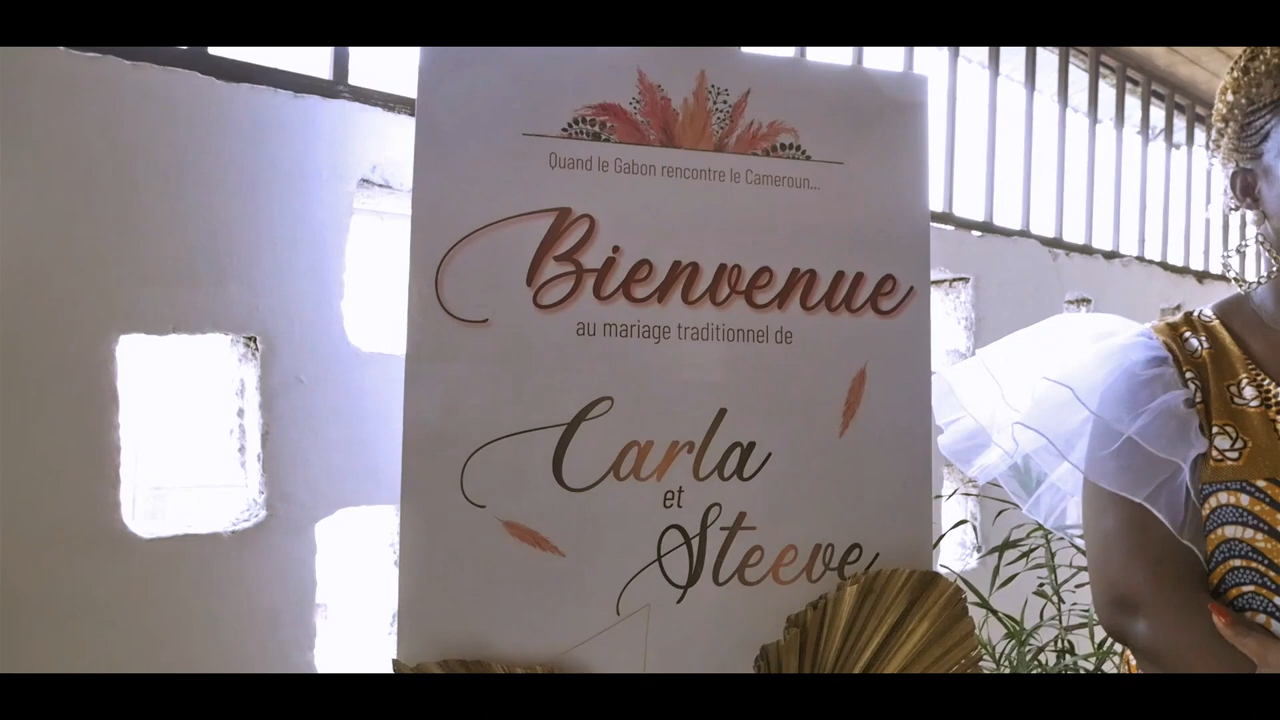 Quand le Gabon rencontre le Cameroun...
Bienvenue
au mariage traditionnel de
Carla
et
Steeve